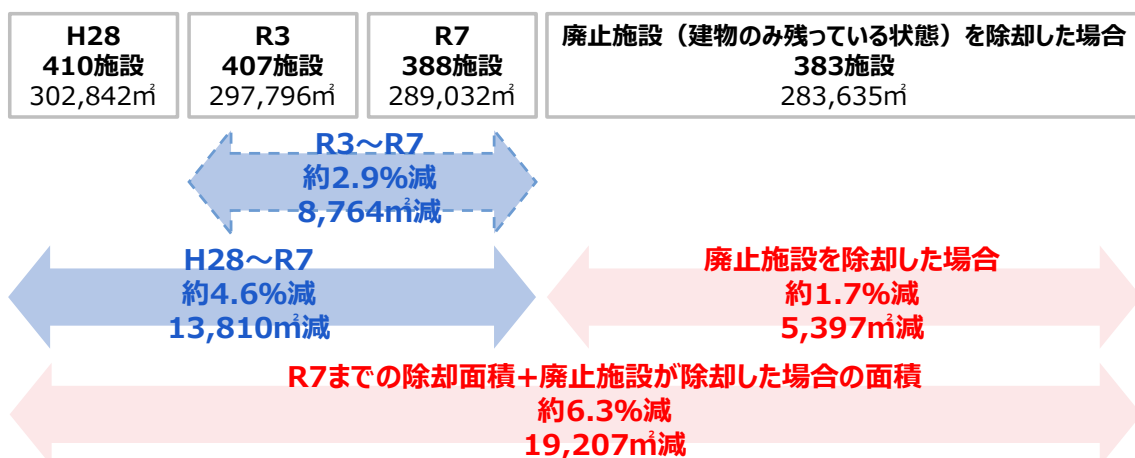 H28
410施設
302,842㎡
R3
407施設
297,796㎡
R7
388施設
289,032㎡
廃止施設（建物のみ残っている状態）を除却した場合
383施設
283,635㎡
R3～R7
約2.9%減
8,764㎡減
H28～R7
約4.6%減
13,810㎡減
廃止施設を除却した場合
約1.7%減
5,397㎡減
R7までの除却面積+廃止施設が除却した場合の面積
約6.3%減
19,207㎡減